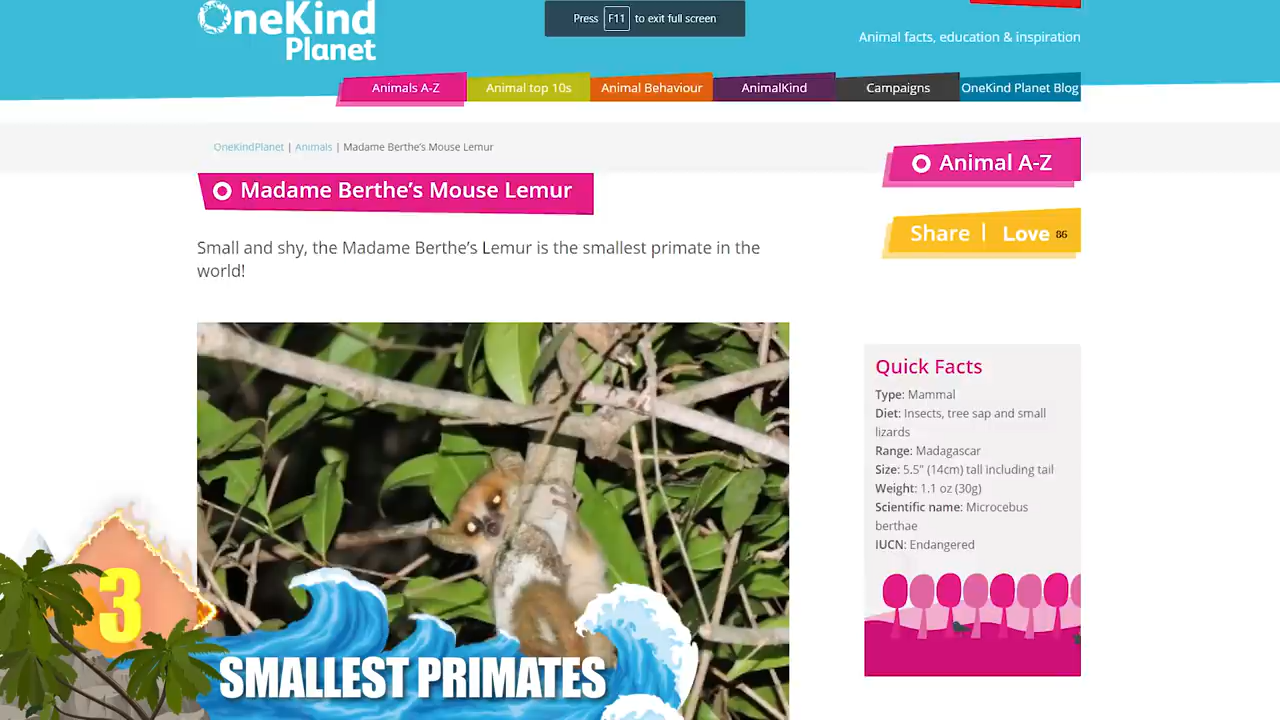 OneKind
Planet
Press F11 to exit full screen
Animal facts, education & inspiration
Animals A-Z
Animal top 10s
Animal Behaviour
AnimalKind
Campaigns
OneKind Planet Blog
OneKindPlanet | Animals | Madame Berthe's Mouse Lemur
Madame Berthe's Mouse Lemur
Animal A-Z
Share | Love 86
Small and shy, the Madame Berthe's Lemur is the smallest primate in the
world!
Quick Facts
Type: Mammal
Diet: Insects, tree sap and small
lizards
Range: Madagascar
Size: 5.5" (14cm) tall including tail
Weight: 1.1 oz (30g)
Scientific name: Microcebus
berthae
IUCN: Endangered
3
SMALLEST PRIMATES